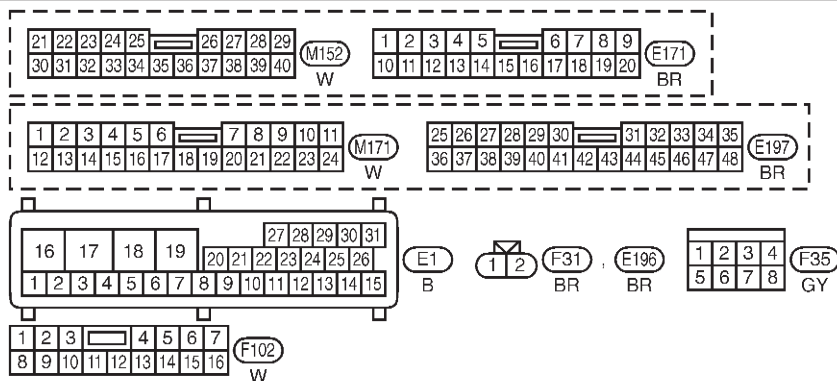 21 22 23 24 25 26 27 28 29 M152 1 2 3 4 5 6 7 8 9 E171
30 31 32 33 34 35 36 37 38 39 40 W 10 11 12 13 14 15 16 17 18 19 20 BR
1 2 3 4 5 6 7 8 9 10 11 M171 25 26 27 28 29 30 31 32 33 34 35 E197
12 13 14 15 16 17 18 19 20 21 22 23 24 W 36 37 38 39 40 41 42 43 44 45 46 47 48 BR
27 28 29 30 31
16 17 18 19 20 21 22 23 24 25 26 E1 1 2 F31 , E196 1 2 3 4 F35
1 2 3 4 5 6 7 8 9 10 11 12 13 14 15 B BR BR 5 6 7 8 GY
1 2 3 4 5 6 7 F102
8 9 10 11 12 13 14 15 16 W